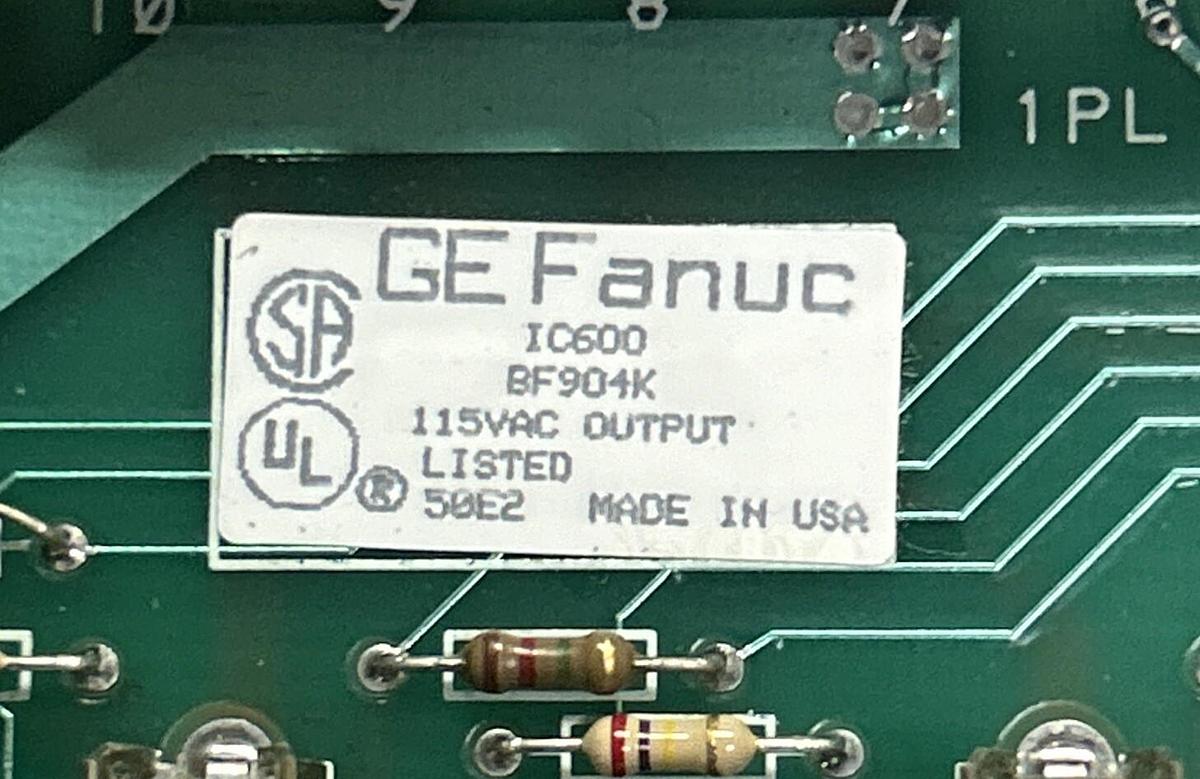 10 9 8 7
1PL
GE Fanuc
SA
IC600
BF904K
115VAC OUTPUT
UL ® LISTED
50E2 MADE IN USA